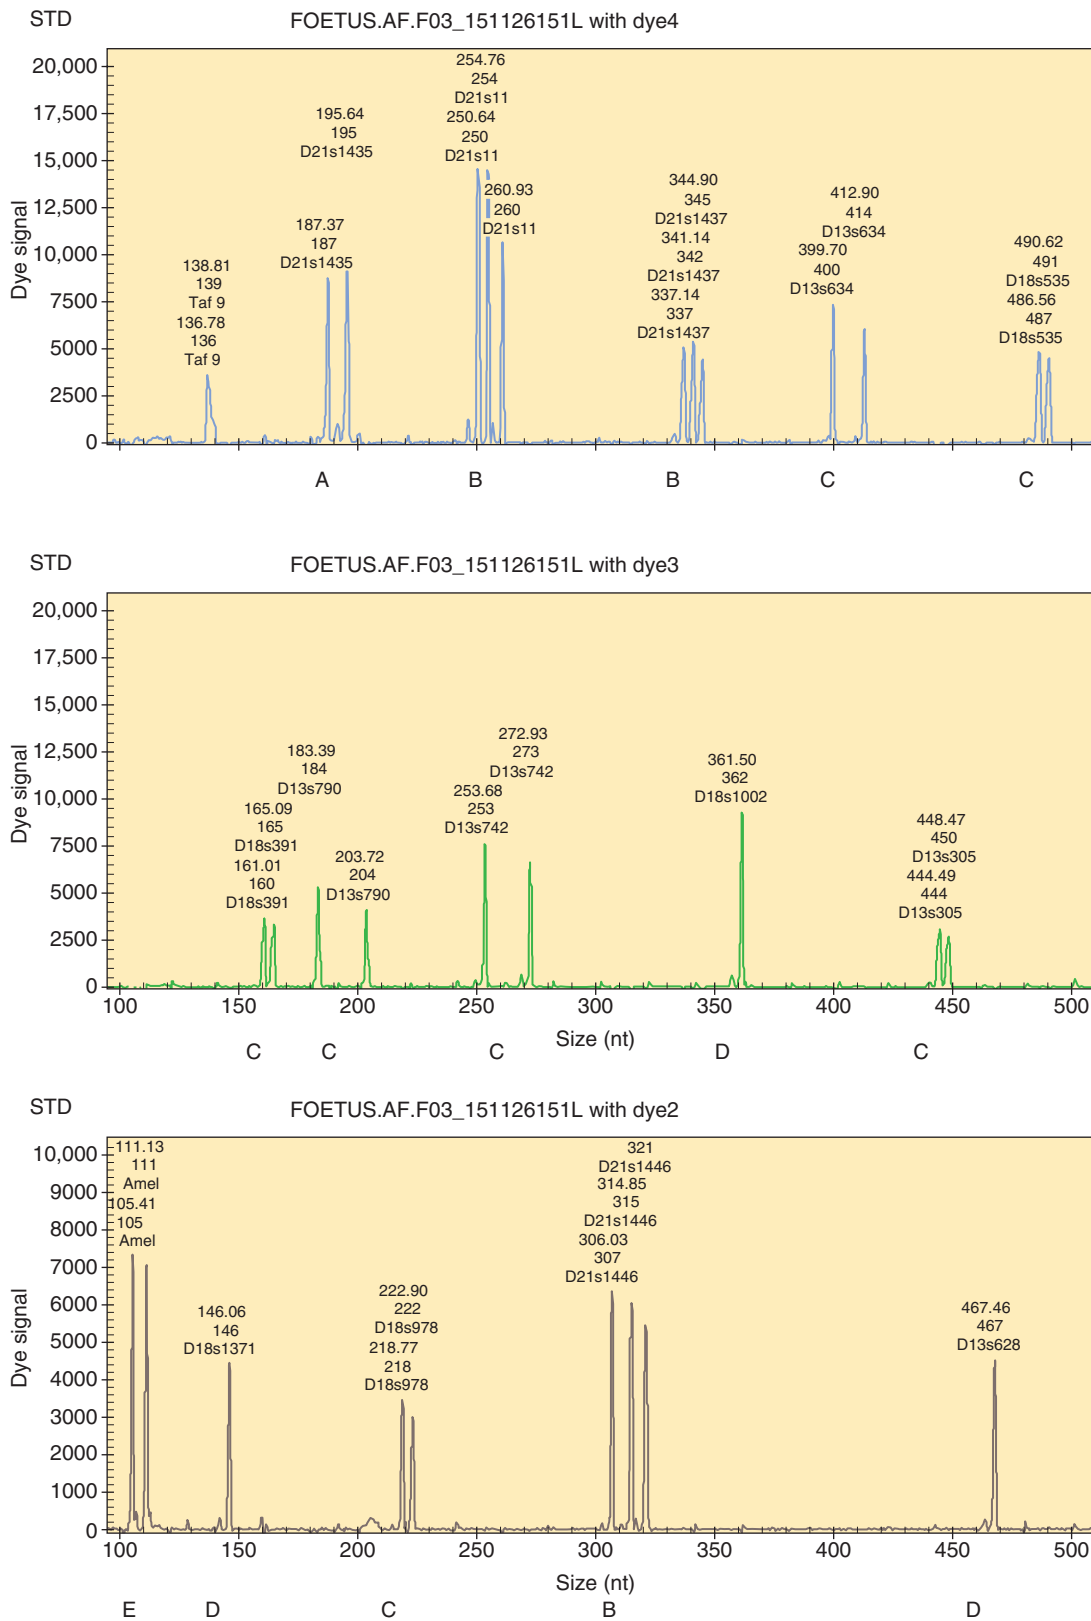 STD
FOETUS.AF.F03_151126151L with dye4
Dye signal
20,000
17,500
15,000
12,500
10,000
7500
5000
2500
0
138.81
139
Taf 9
136.78
136
Taf 9
195.64
195
D21s1435
187.37
187
D21s1435
254.76
254
D21s11
250.64
250
D21s11
260.93
260
D21s11
344.90
345
D21s1437
341.14
342
D21s1437
337.14
337
D21s1437
412.90
414
D13s634
399.70
400
D13s634
490.62
491
D18s535
486.56
487
D18s535
A B B C C
STD
FOETUS.AF.F03_151126151L with dye3
Dye signal
20,000
17,500
15,000
12,500
10,000
7500
5000
2500
0
183.39
184
D13s790
165.09
165
D18s391
161.01
160
D18s391
203.72
204
D13s790
272.93
273
D13s742
253.68
253
D13s742
361.50
362
D18s1002
448.47
450
D13s305
444.49
444
D13s305
100 150 200 250 300 350 400 450 500
Size (nt)
C C C D C
STD
FOETUS.AF.F03_151126151L with dye2
Dye signal
10,000
9000
8000
7000
6000
5000
4000
3000
2000
1000
0
111.13
111
Amel
105.41
105
Amel
146.06
146
D18s1371
222.90
222
D18s978
218.77
218
D18s978
321
D21s1446
314.85
315
D21s1446
306.03
307
D21s1446
467.46
467
D13s628
100 150 200 250 300 350 400 450 500
Size (nt)
E D C B D